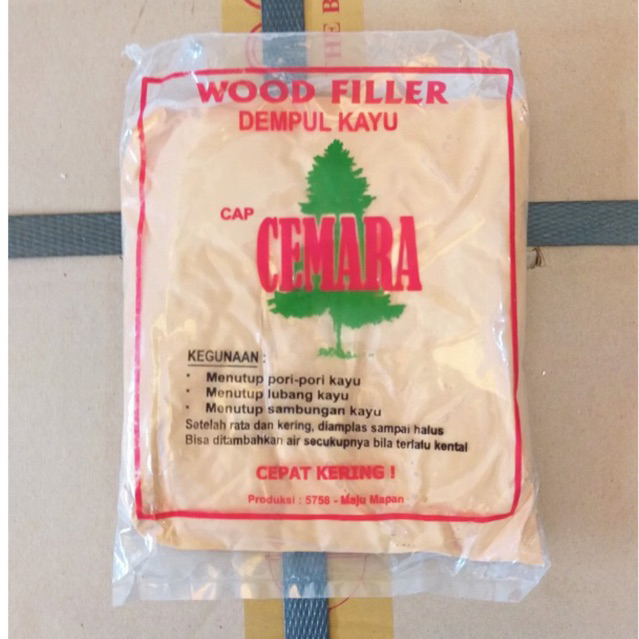 THE B
WOOD FILLER
DEMPUL KAYU
CAP
CEMARA
KEGUNAAN :
• Menutup pori-pori kayu
• Menutup lubang kayu
• Menutup sambungan kayu
Setelah rata dan kering, diamplas sampai halus
Bisa ditambahkan air secukupnya bila terlalu kental
CEPAT KERING !
Produksi : 5758 - Maju Mapan